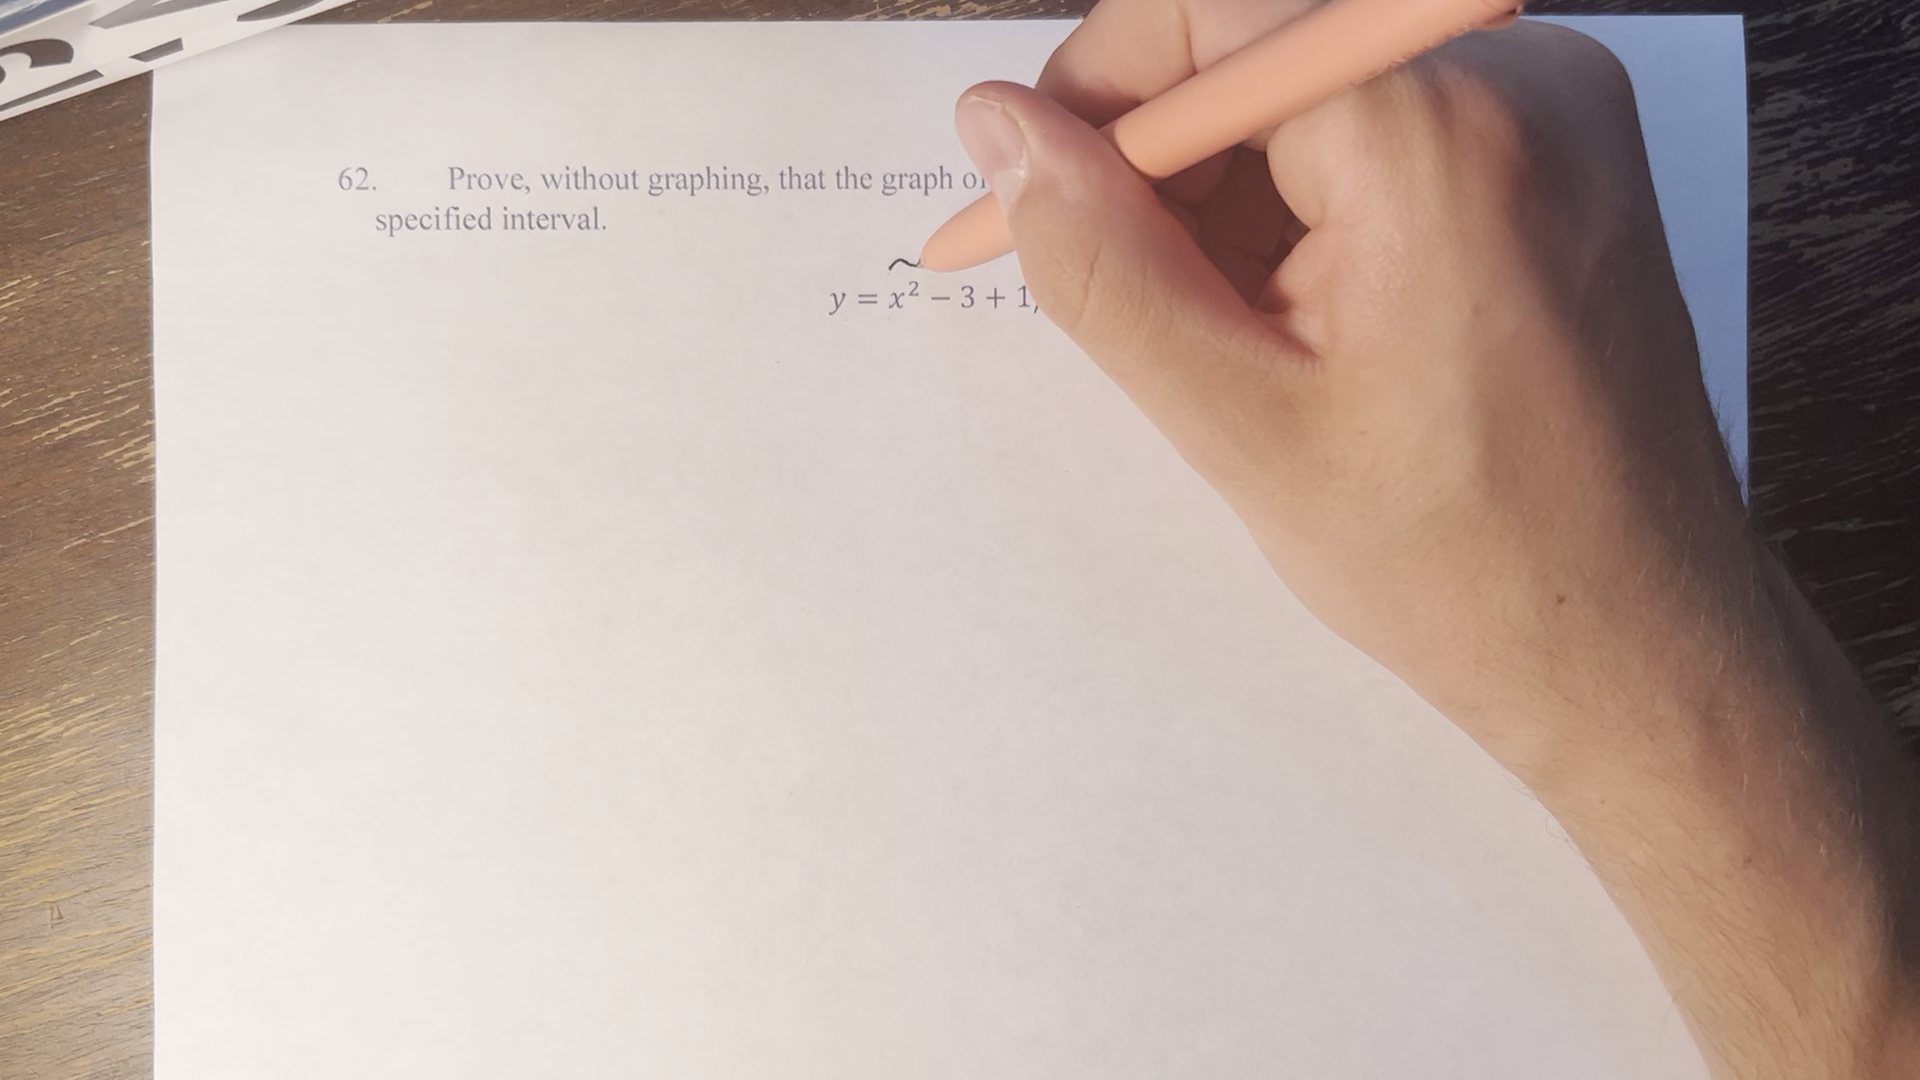 62. Prove, without graphing, that the graph
specified interval.
y = x² − 3 + 1,